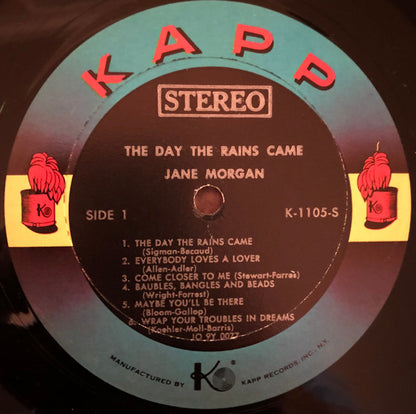 KAPP
STEREO
THE DAY THE RAINS CAME
JANE MORGAN
SIDE 1 K-1105-S
1. THE DAY THE RAINS CAME
(Sigman-Becaud)
2. EVERYBODY LOVES A LOVER
(Allen-Adler)
3. COME CLOSER TO ME (Stewart-Farres)
4. BAUBLES, BANGLES AND BEADS
(Wright-Forrest)
5. MAYBE YOU'LL BE THERE
(Bloom-Gallop)
6. WRAP YOUR TROUBLES IN DREAMS
(Koehler-Moll-Barris)
JO 9Y 0077
K
K
MANUFACTURED BY K KAPP RECORDS, INC. N.Y.